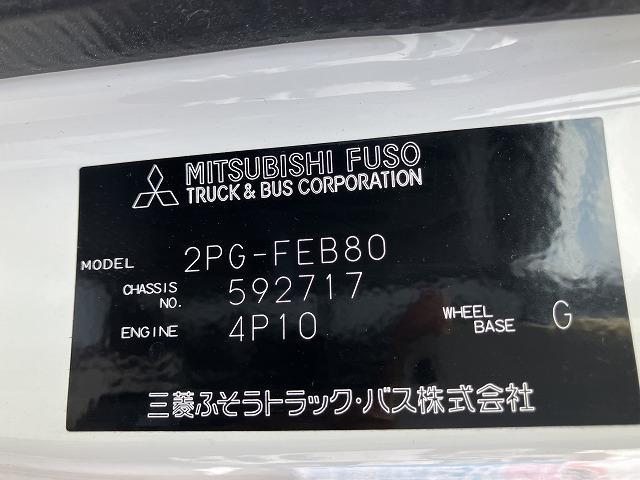 MITSUBISHI FUSO
TRUCK & BUS CORPORATION
MODEL 2PG-FEB80
CHASSIS NO. 592717
ENGINE 4P10 WHEEL BASE G
三菱ふそうトラック・バス株式会社